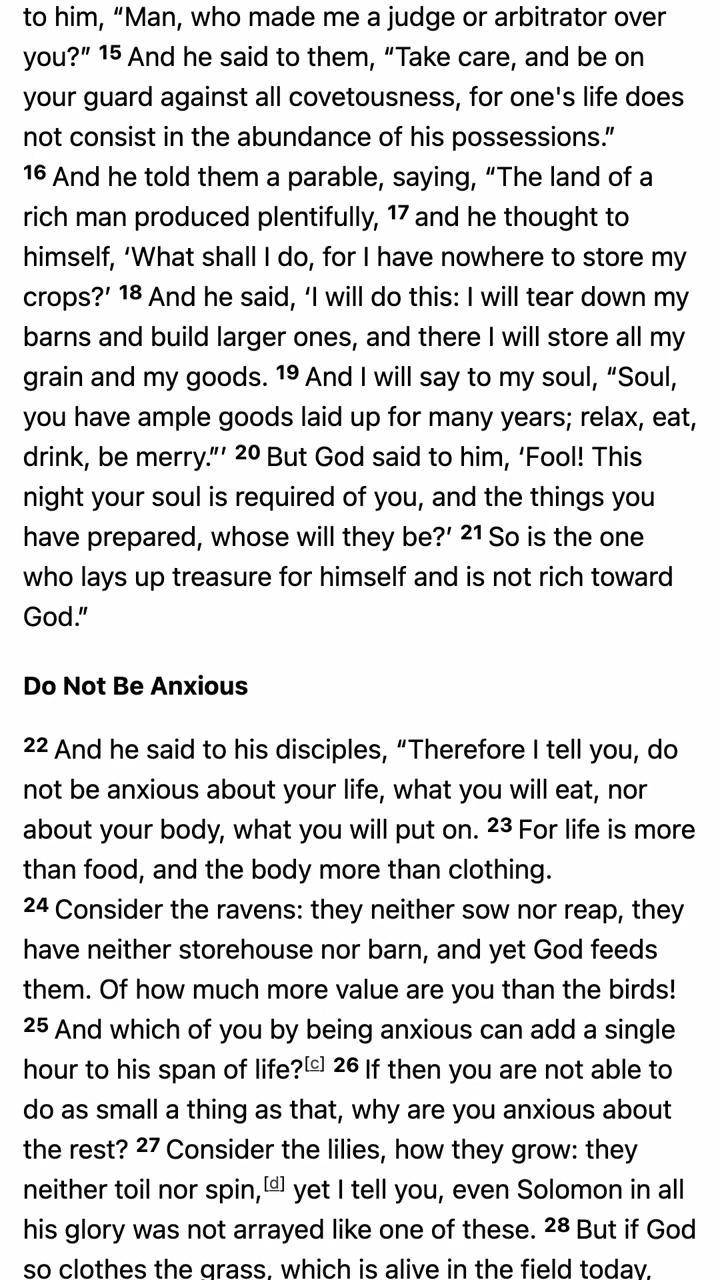 to him, “Man, who made me a judge or arbitrator over
you?” 15 And he said to them, “Take care, and be on
your guard against all covetousness, for one's life does
not consist in the abundance of his possessions.”
16 And he told them a parable, saying, “The land of a
rich man produced plentifully, 17 and he thought to
himself, ‘What shall I do, for I have nowhere to store my
crops?’ 18 And he said, ‘I will do this: I will tear down my
barns and build larger ones, and there I will store all my
grain and my goods. 19 And I will say to my soul, “Soul,
you have ample goods laid up for many years; relax, eat,
drink, be merry.”’ 20 But God said to him, ‘Fool! This
night your soul is required of you, and the things you
have prepared, whose will they be?’ 21 So is the one
who lays up treasure for himself and is not rich toward
God.”
Do Not Be Anxious
22 And he said to his disciples, “Therefore I tell you, do
not be anxious about your life, what you will eat, nor
about your body, what you will put on. 23 For life is more
than food, and the body more than clothing.
24 Consider the ravens: they neither sow nor reap, they
have neither storehouse nor barn, and yet God feeds
them. Of how much more value are you than the birds!
25 And which of you by being anxious can add a single
hour to his span of life?[c] 26 If then you are not able to
do as small a thing as that, why are you anxious about
the rest? 27 Consider the lilies, how they grow: they
neither toil nor spin,[d] yet I tell you, even Solomon in all
his glory was not arrayed like one of these. 28 But if God
so clothes the grass, which is alive in the field today,